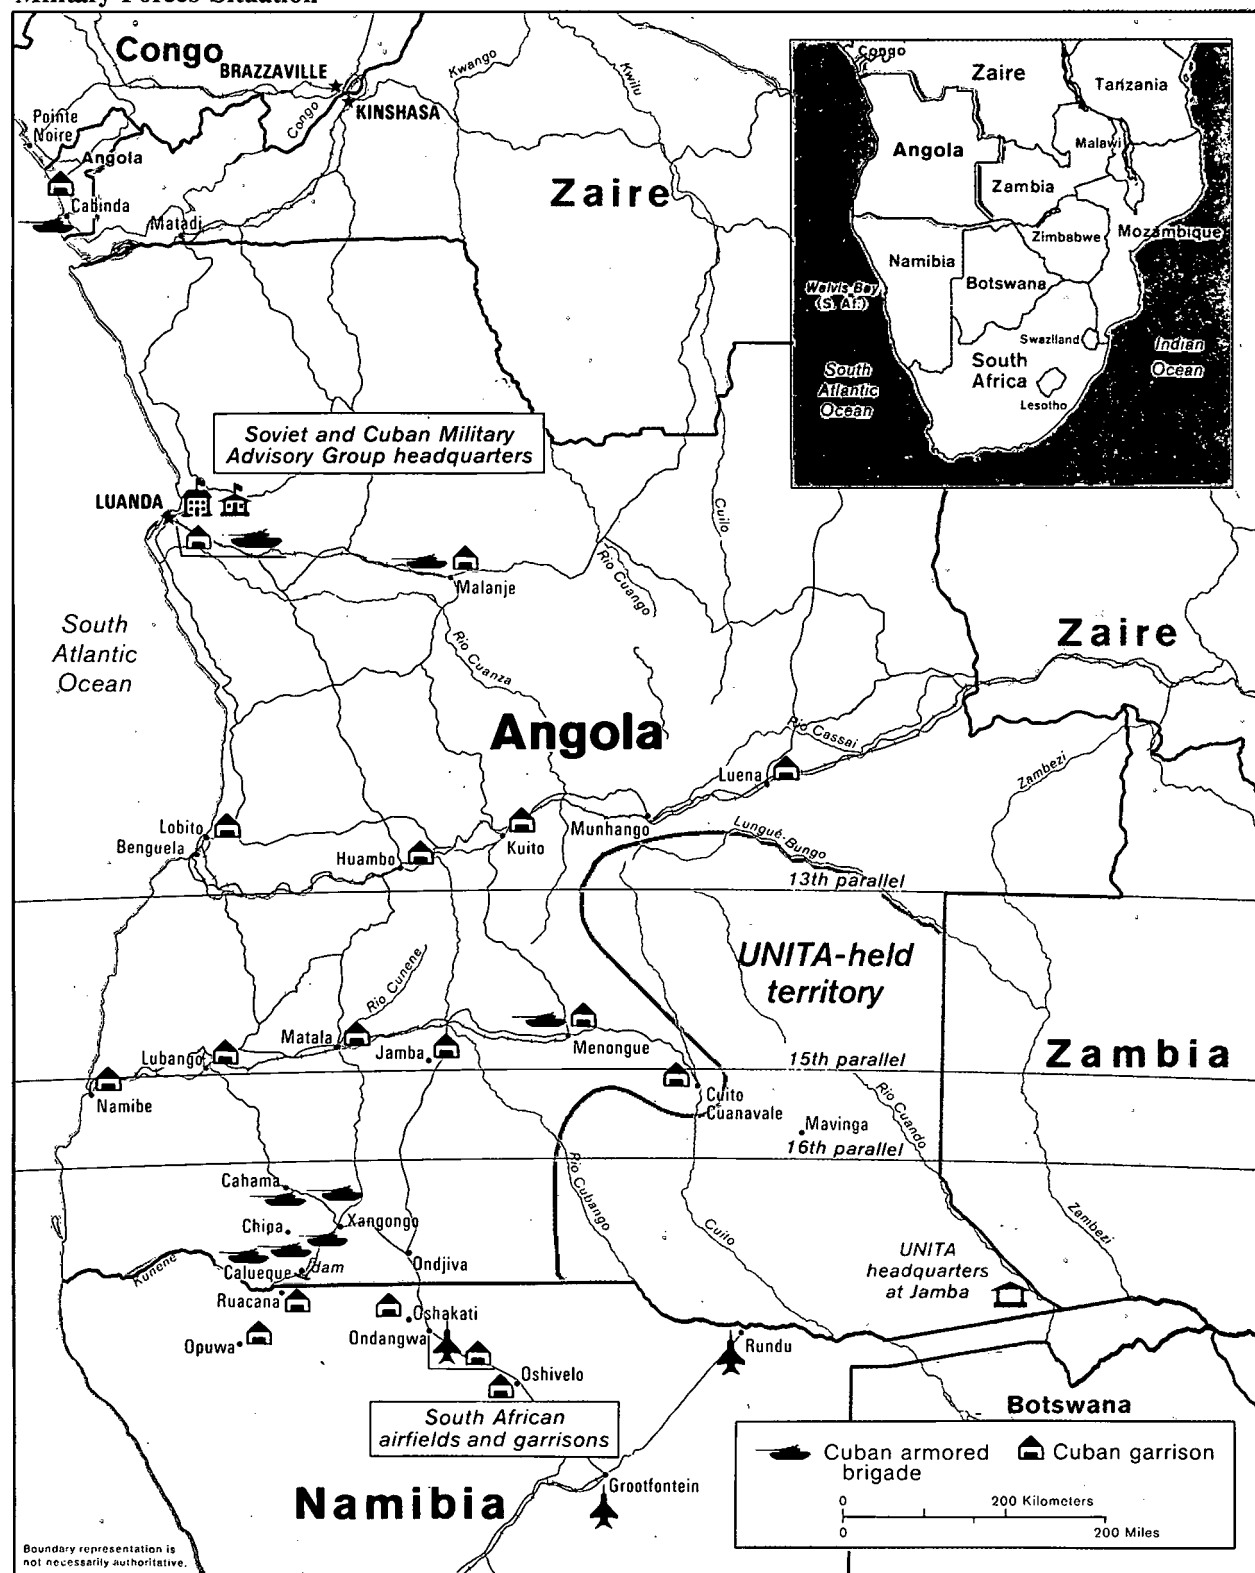 Military Forces Situation
Congo
BRAZZAVILLE
KINSHASA
Congo
Kwango
Kwilu
Pointe
Noire
Angola
Cabinda
Matadi
Zaire
Congo
Zaire
Tanzania
Angola
Malawi
Zambia
Zimbabwe
Mozambique
Namibia
Botswana
Walvis Bay
(S. Af.)
Swaziland
South
Africa
Lesotho
South
Atlantic
Ocean
Indian
Ocean
Soviet and Cuban Military
Advisory Group headquarters
LUANDA
Malanje
Cuilo
Rio Cuango
South
Atlantic
Ocean
Rio Cuanza
Zaire
Angola
Rio Cassai
Luena
Zambezi
Lobito
Benguela
Huambo
Kuito
Munhango
Lungué-Bungo
13th parallel
UNITA-held
territory
Rio Cunene
Matala
Jamba
Menongue
Lubango
Namibe
15th parallel
Zambia
Cuito
Cuanavale
Mavinga
Rio Cuando
16th parallel
Cahama
Chipa
Xangongo
Rio Cubango
Cuito
Zambezi
Calueque
dam
Ondjiva
Kunene
Ruacana
Oshakati
Ondangwa
Opuwa
Oshivelo
Rundu
UNITA
headquarters
at Jamba
South African
airfields and garrisons
Botswana
Namibia
Grootfontein
Cuban armored
brigade
Cuban garrison
0 200 Kilometers
0 200 Miles
Boundary representation is
not necessarily authoritative.